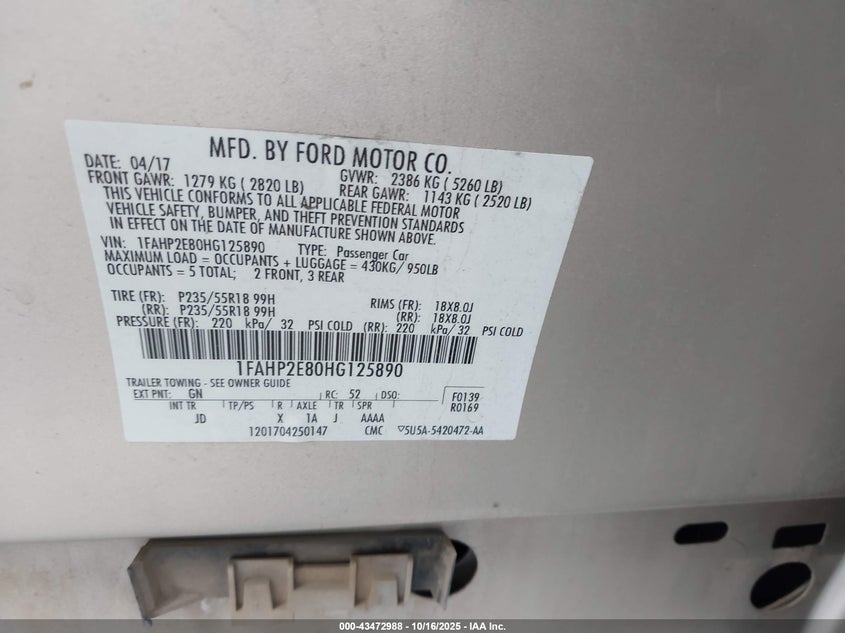 MFD. BY FORD MOTOR CO.
DATE: 04/17 GVWR: 2386 KG ( 5260 LB)
FRONT GAWR: 1279 KG ( 2820 LB) REAR GAWR: 1143 KG ( 2520 LB)
THIS VEHICLE CONFORMS TO ALL APPLICABLE FEDERAL MOTOR
VEHICLE SAFETY, BUMPER, AND THEFT PREVENTION STANDARDS
IN EFFECT ON THE DATE OF MANUFACTURE SHOWN ABOVE.
VIN: 1FAHP2E80HG125890 TYPE: Passenger Car
MAXIMUM LOAD = OCCUPANTS + LUGGAGE = 430KG/ 950LB
OCCUPANTS = 5 TOTAL; 2 FRONT, 3 REAR
TIRE (FR): P235/55R18 99H RIMS (FR): 18X8.0J
(RR): P235/55R18 99H (RR): 18X8.0J
PRESSURE (FR): 220 kPa/ 32 PSI COLD (RR): 220 kPa/ 32 PSI COLD
1FAHP2E80HG125890
TRAILER TOWING - SEE OWNER GUIDE
EXT PNT: GN RC: 52 DSO: F0139
INT TR TP/PS R AXLE TR SPR R0169
JD X 1A J AAAA
1201704250147 CMC ▽5U5A-5420472-AA
000-43472988 - 10/16/2025 - IAA Inc.